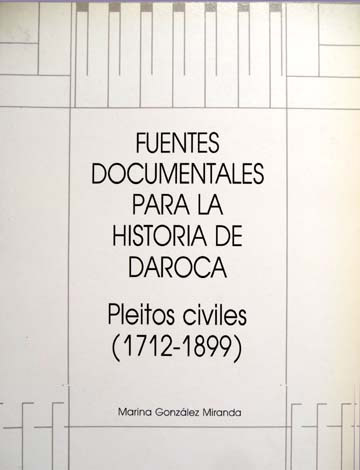 FUENTES
DOCUMENTALES
PARA LA
HISTORIA DE
DAROCA
Pleitos civiles
(1712-1899)
Marina González Miranda